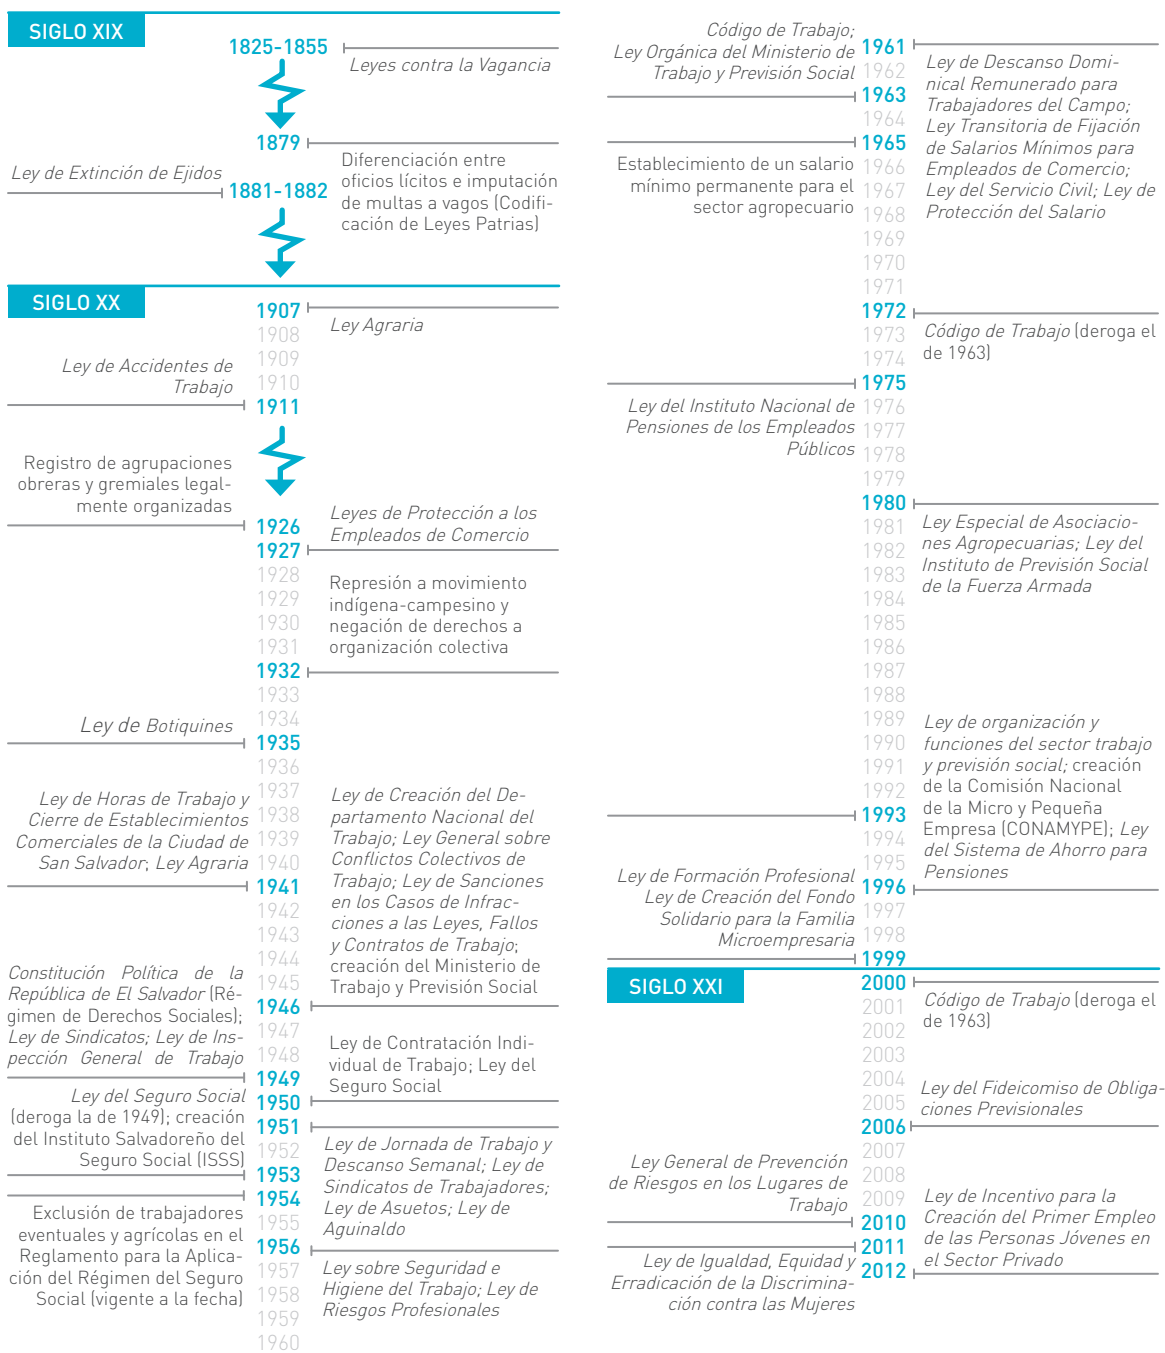 SIGLO XIX
1825-1855
Leyes contra la Vagancia
1879
Diferenciación entre
oficios lícitos e imputación
de multas a vagos (Codifi-
cación de Leyes Patrias)
Ley de Extinción de Ejidos
1881-1882
SIGLO XX
1907
Ley Agraria
1908
1909
1910
Ley de Accidentes de
Trabajo
1911
Registro de agrupaciones
obreras y gremiales legal-
mente organizadas
1926
Leyes de Protección a los
Empleados de Comercio
1927
1928
1929
1930
1931
Represión a movimiento
indígena-campesino y
negación de derechos a
organización colectiva
1932
1933
1934
Ley de Botiquines
1935
1936
1937
1938
1939
1940
Ley de Horas de Trabajo y
Cierre de Establecimientos
Comerciales de la Ciudad de
San Salvador; Ley Agraria
1941
1942
1943
1944
1945
Ley de Creación del De-
partamento Nacional del
Trabajo; Ley General sobre
Conflictos Colectivos de
Trabajo; Ley de Sanciones
en los Casos de Infrac-
ciones a las Leyes, Fallos
y Contratos de Trabajo;
creación del Ministerio de
Trabajo y Previsión Social
1946
1947
1948
Constitución Política de la
República de El Salvador (Ré-
gimen de Derechos Sociales);
Ley de Sindicatos; Ley de Ins-
pección General de Trabajo
1949
Ley de Contratación Indi-
vidual de Trabajo; Ley del
Seguro Social
1950
1951
Ley de Jornada de Trabajo y
Descanso Semanal; Ley de
Sindicatos de Trabajadores;
Ley de Asuetos; Ley de
Aguinaldo
1952
Ley del Seguro Social
(deroga la de 1949); creación
del Instituto Salvadoreño del
Seguro Social (ISSS)
1953
1954
Exclusión de trabajadores
eventuales y agrícolas en el
Reglamento para la Aplica-
ción del Régimen del Seguro
Social (vigente a la fecha)
1955
1956
Ley sobre Seguridad e
Higiene del Trabajo; Ley de
Riesgos Profesionales
1957
1958
1959
1960
1961
Ley de Descanso Domi-
nical Remunerado para
Trabajadores del Campo;
Ley Transitoria de Fijación
de Salarios Mínimos para
Empleados de Comercio;
Ley del Servicio Civil; Ley de
Protección del Salario
1962
Código de Trabajo;
Ley Orgánica del Ministerio de
Trabajo y Previsión Social
1963
1964
1965
Establecimiento de un salario
mínimo permanente para el
sector agropecuario
1966
1967
1968
1969
1970
1971
1972
Código de Trabajo (deroga el
de 1963)
1973
1974
1975
Ley del Instituto Nacional de
Pensiones de los Empleados
Públicos
1976
1977
1978
1979
1980
Ley Especial de Asociacio-
nes Agropecuarias; Ley del
Instituto de Previsión Social
de la Fuerza Armada
1981
1982
1983
1984
1985
1986
1987
1988
1989
1990
1991
1992
1993
1994
1995
Ley de organización y
funciones del sector trabajo
y previsión social; creación
de la Comisión Nacional
de la Micro y Pequeña
Empresa (CONAMYPE); Ley
del Sistema de Ahorro para
Pensiones
1996
1997
1998
Ley de Formación Profesional
Ley de Creación del Fondo
Solidario para la Familia
Microempresaria
1999
SIGLO XXI
2000
Código de Trabajo (deroga el
de 1963)
2001
2002
2003
2004
2005
Ley del Fideicomiso de Obliga-
ciones Previsionales
2006
2007
2008
2009
Ley General de Prevención
de Riesgos en los Lugares de
Trabajo
2010
2011
Ley de Igualdad, Equidad y
Erradicación de la Discrimina-
ción contra las Mujeres
Ley de Incentivo para la
Creación del Primer Empleo
de las Personas Jóvenes en
el Sector Privado
2012